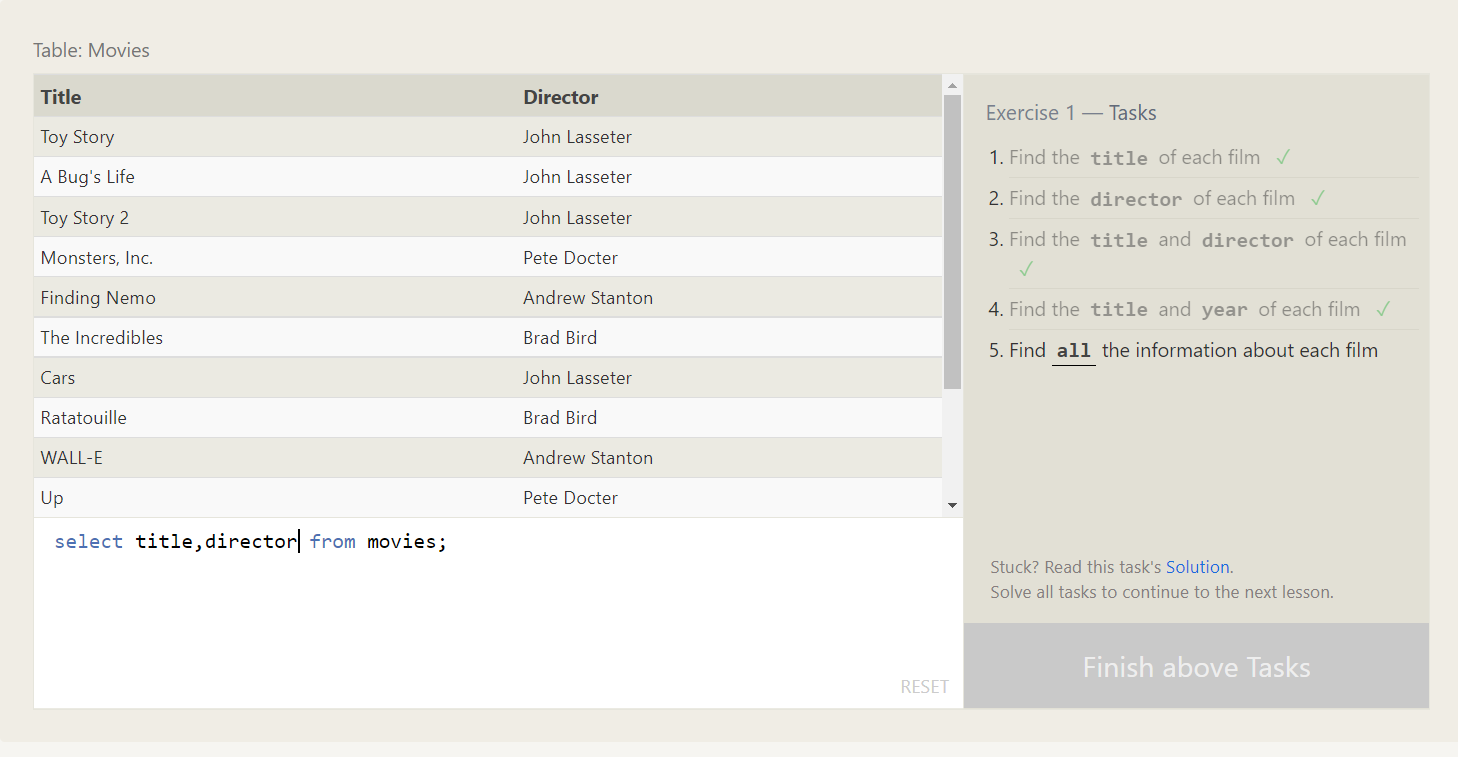 Table: Movies
Title Director
Toy Story John Lasseter
A Bug's Life John Lasseter
Toy Story 2 John Lasseter
Monsters, Inc. Pete Docter
Finding Nemo Andrew Stanton
The Incredibles Brad Bird
Cars John Lasseter
Ratatouille Brad Bird
WALL-E Andrew Stanton
Up Pete Docter
select title,director from movies;
RESET
Exercise 1 — Tasks
1. Find the title of each film ✓
2. Find the director of each film ✓
3. Find the title and director of each film
✓
4. Find the title and year of each film ✓
5. Find all the information about each film
Stuck? Read this task's Solution.
Solve all tasks to continue to the next lesson.
Finish above Tasks